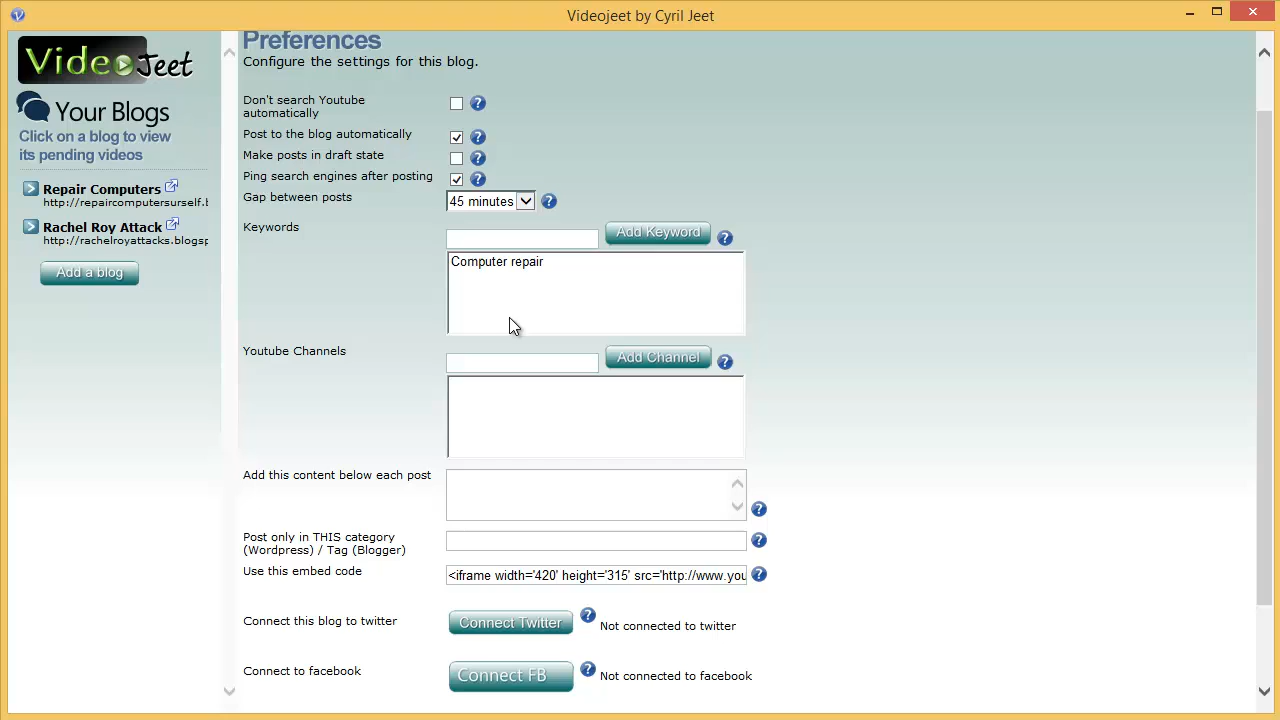 Videojeet by Cyril Jeet
VideoJeet
Your Blogs
Click on a blog to view
its pending videos
Repair Computers
http://repaircomputersurself.b
Rachel Roy Attack
http://rachelroyattacks.blogsp
Add a blog
Preferences
Configure the settings for this blog.
Don't search Youtube
automatically
Post to the blog automatically
Make posts in draft state
Ping search engines after posting
Gap between posts 45 minutes
Keywords Add Keyword
Computer repair
Youtube Channels Add Channel
Add this content below each post
Post only in THIS category
(Wordpress) / Tag (Blogger)
Use this embed code <iframe width='420' height='315' src='http://www.you
Connect this blog to twitter Connect Twitter Not connected to twitter
Connect to facebook Connect FB Not connected to facebook